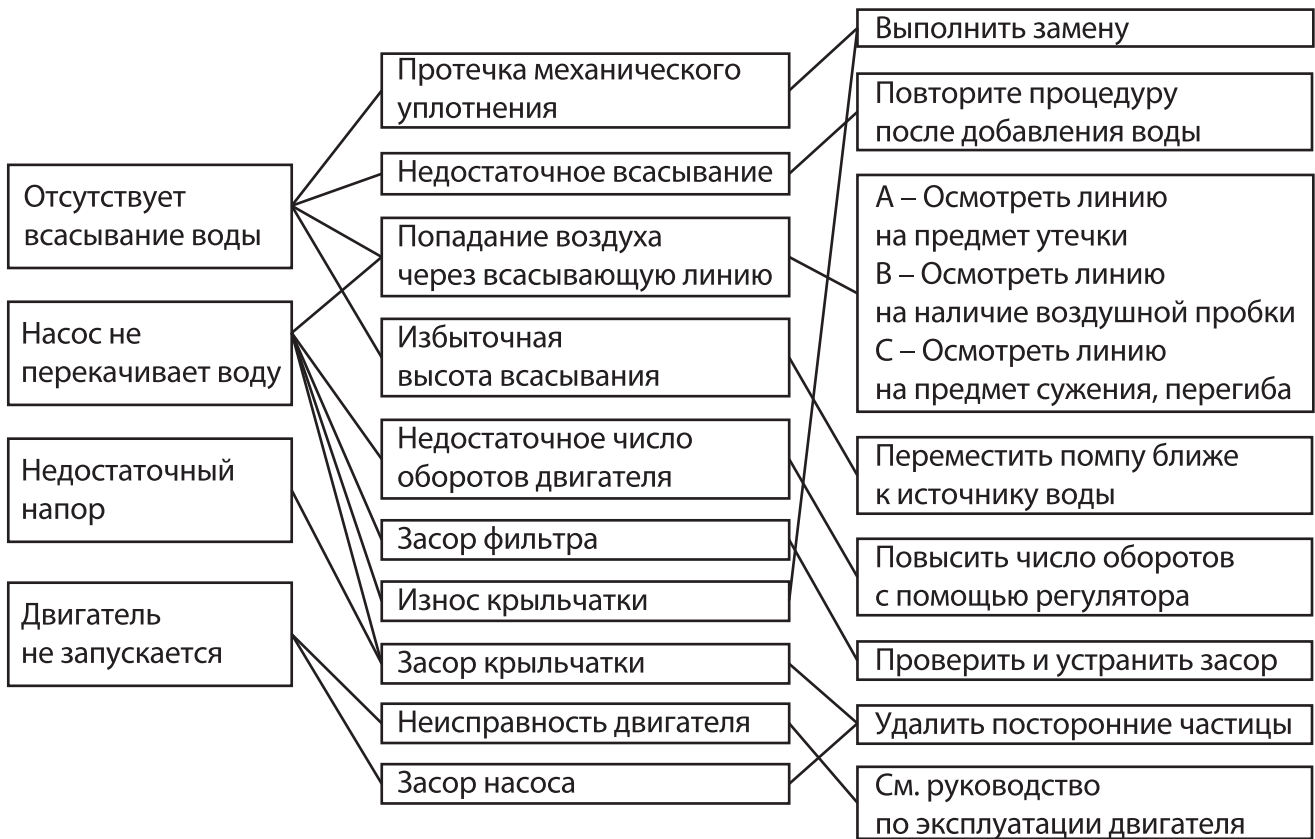 Отсутствует
всасывание воды
Насос не
перекачивает воду
Недостаточный
напор
Двигатель
не запускается
Протечка механического
уплотнения
Недостаточное всасывание
Попадание воздуха
через всасывающую линию
Избыточная
высота всасывания
Недостаточное число
оборотов двигателя
Засор фильтра
Износ крыльчатки
Засор крыльчатки
Неисправность двигателя
Засор насоса
Выполнить замену
Повторите процедуру
после добавления воды
A – Осмотреть линию
на предмет утечки
B – Осмотреть линию
на наличие воздушной пробки
C – Осмотреть линию
на предмет сужения, перегиба
Переместить помпу ближе
к источнику воды
Повысить число оборотов
с помощью регулятора
Проверить и устранить засор
Удалить посторонние частицы
См. руководство
по эксплуатации двигателя